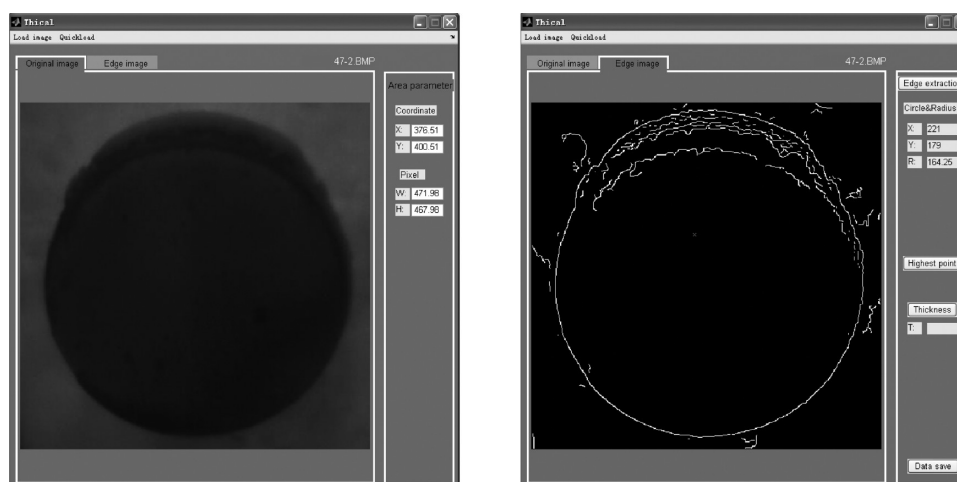 Thical
Load image Quickload
Original image Edge image 47-2.BMP
Area parameter
Coordinate
X: 376.51
Y: 400.51
Pixel
W: 471.98
H: 467.98
Thical
Load image Quickload
Original image Edge image 47-2.BMP
Edge extractio
Circle&Radius
X: 221
Y: 179
R: 164.25
Highest point
Thickness
T:
Data save